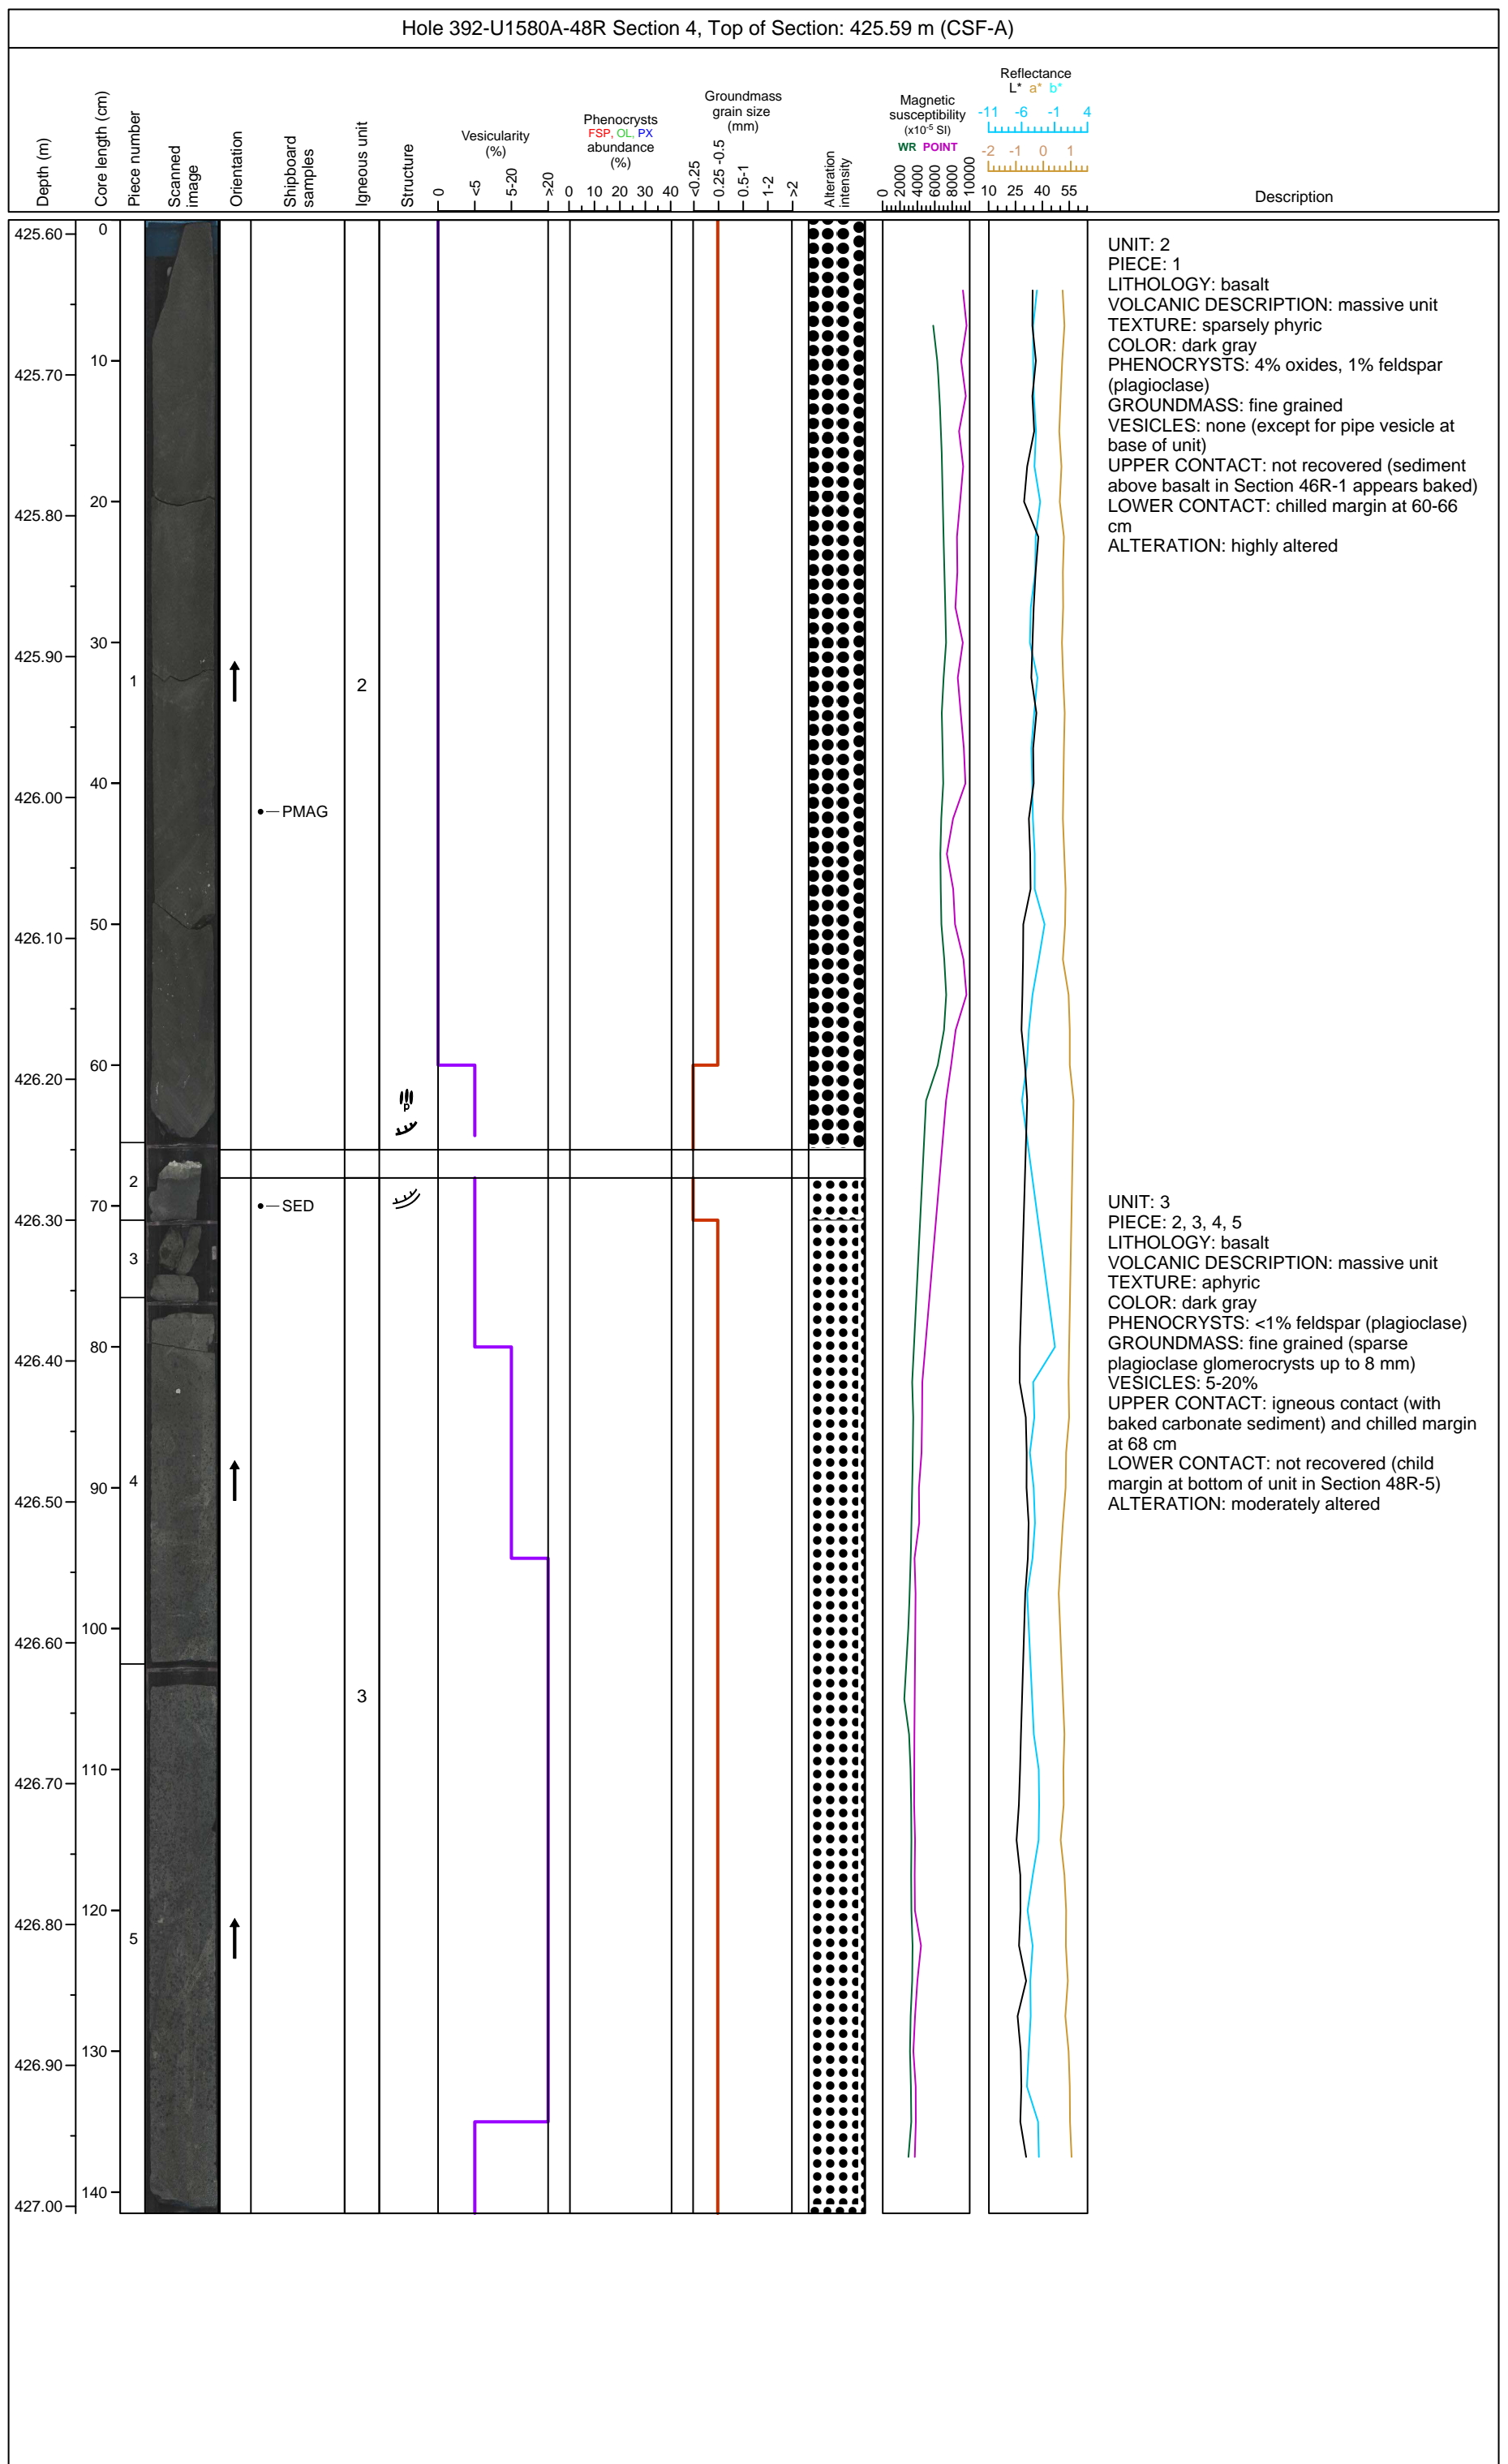 Hole 392-U1580A-48R Section 4, Top of Section: 425.59 m (CSF-A)
Depth (m)
Core length (cm)
Piece number
Scanned
image
Orientation
Shipboard
samples
Igneous unit
Structure
Vesicularity
(%)
0
<5
5-20
>20
Phenocrysts
FSP, OL, PX
abundance
(%)
0 10 20 30 40
Groundmass
grain size
(mm)
<0.25
0.25 -0.5
0.5-1
1-2
>2
Alteration
intensity
Magnetic
susceptibility
(x10-5 SI)
WR POINT
0
2000
4000
6000
8000
10000
Reflectance
L* a* b*
-11 -6 -1 4
-2 -1 0 1
10 25 40 55
Description
425.60
425.70
425.80
425.90
426.00
426.10
426.20
426.30
426.40
426.50
426.60
426.70
426.80
426.90
427.00
0
10
20
30
40
50
60
70
80
90
100
110
120
130
140
1
2
3
4
5
PMAG
SED
2
3
p
UNIT: 2
PIECE: 1
LITHOLOGY: basalt
VOLCANIC DESCRIPTION: massive unit
TEXTURE: sparsely phyric
COLOR: dark gray
PHENOCRYSTS: 4% oxides, 1% feldspar
(plagioclase)
GROUNDMASS: fine grained
VESICLES: none (except for pipe vesicle at
base of unit)
UPPER CONTACT: not recovered (sediment
above basalt in Section 46R-1 appears baked)
LOWER CONTACT: chilled margin at 60-66
cm
ALTERATION: highly altered
UNIT: 3
PIECE: 2, 3, 4, 5
LITHOLOGY: basalt
VOLCANIC DESCRIPTION: massive unit
TEXTURE: aphyric
COLOR: dark gray
PHENOCRYSTS: <1% feldspar (plagioclase)
GROUNDMASS: fine grained (sparse
plagioclase glomerocrysts up to 8 mm)
VESICLES: 5-20%
UPPER CONTACT: igneous contact (with
baked carbonate sediment) and chilled margin
at 68 cm
LOWER CONTACT: not recovered (child
margin at bottom of unit in Section 48R-5)
ALTERATION: moderately altered